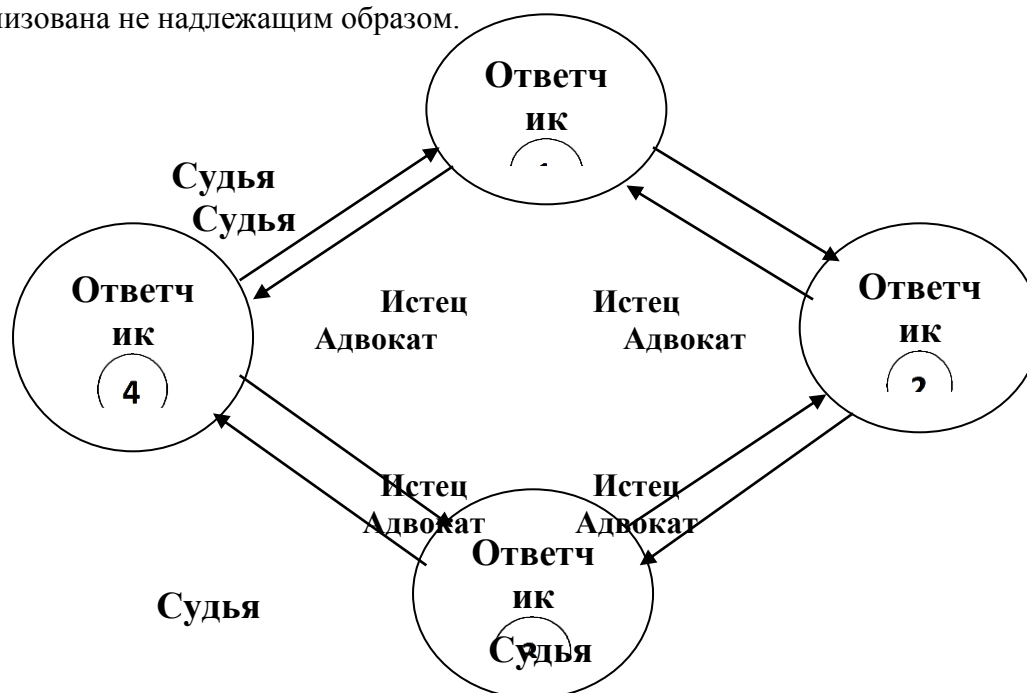 низована не надлежащим образом.
Ответч
ик
Судья
Судья
Ответч
ик
4
Истец
Адвокат
Истец
Адвокат
Ответч
ик
2
Истец
Адвокат
Истец
Адвокат
Ответч
ик
Судья
Судья